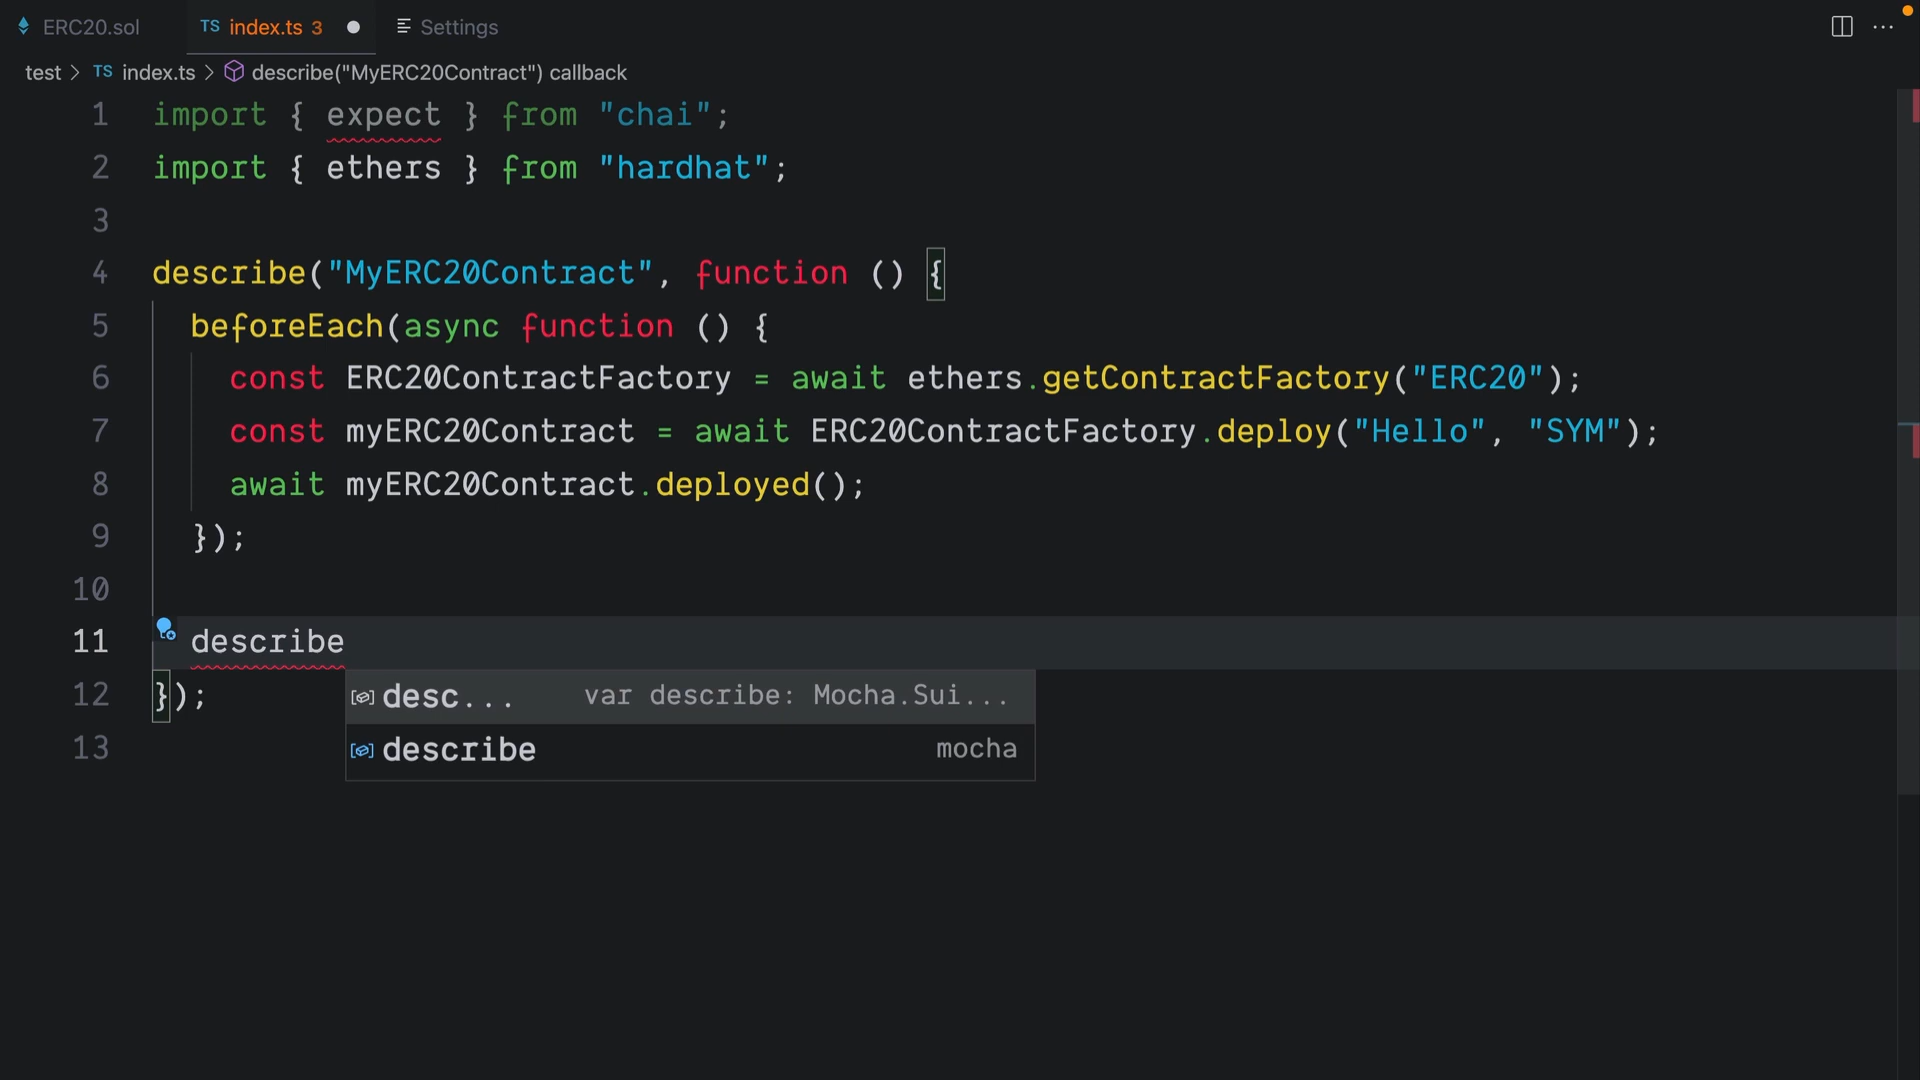 ERC20.sol TS index.ts 3 Settings
test > TS index.ts > describe("MyERC20Contract") callback
1 import { expect } from "chai";
2 import { ethers } from "hardhat";
3
4 describe("MyERC20Contract", function () {
5 beforeEach(async function () {
6 const ERC20ContractFactory = await ethers.getContractFactory("ERC20");
7 const myERC20Contract = await ERC20ContractFactory.deploy("Hello", "SYM");
8 await myERC20Contract.deployed();
9 });
10
11 describe
12 });
desc... var describe: Mocha.Sui...
13
describe mocha